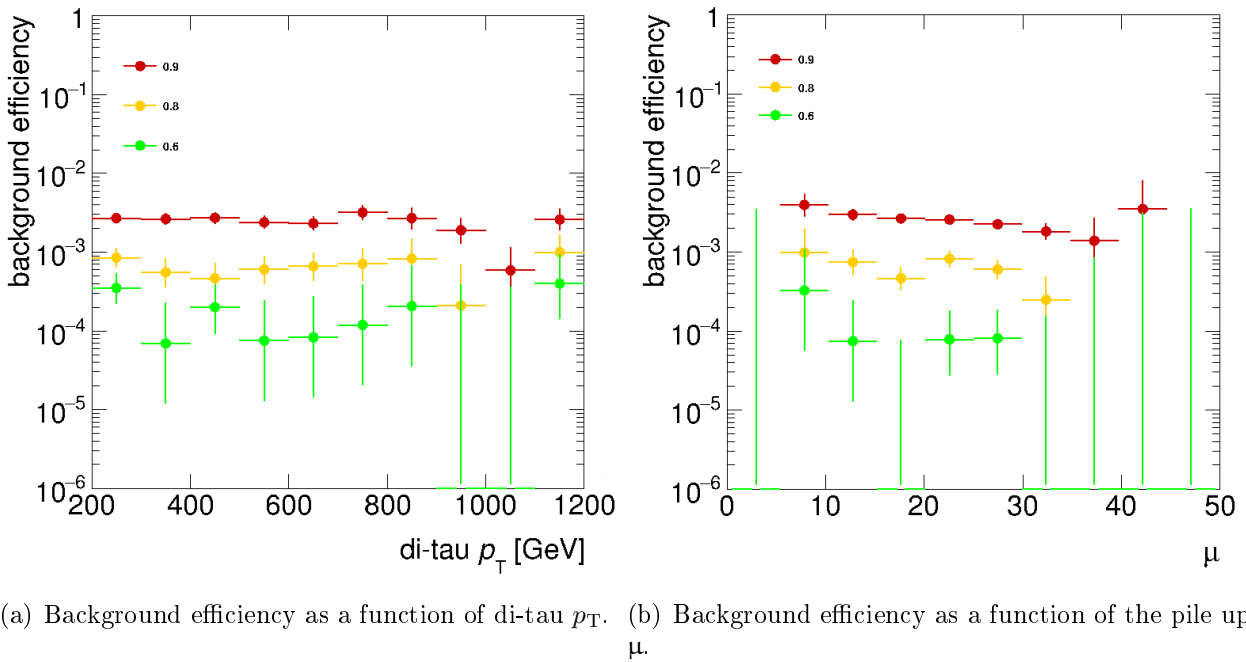 background efficiency
1
10⁻¹
10⁻²
10⁻³
10⁻⁴
10⁻⁵
10⁻⁶
0.9
0.8
0.6
200 400 600 800 1000 1200
di-tau pT [GeV]
background efficiency
1
10⁻¹
10⁻²
10⁻³
10⁻⁴
10⁻⁵
10⁻⁶
0.9
0.8
0.6
0 10 20 30 40 50
μ
(a) Background efficiency as a function of di-tau pT.
(b) Background efficiency as a function of the pile up
μ.